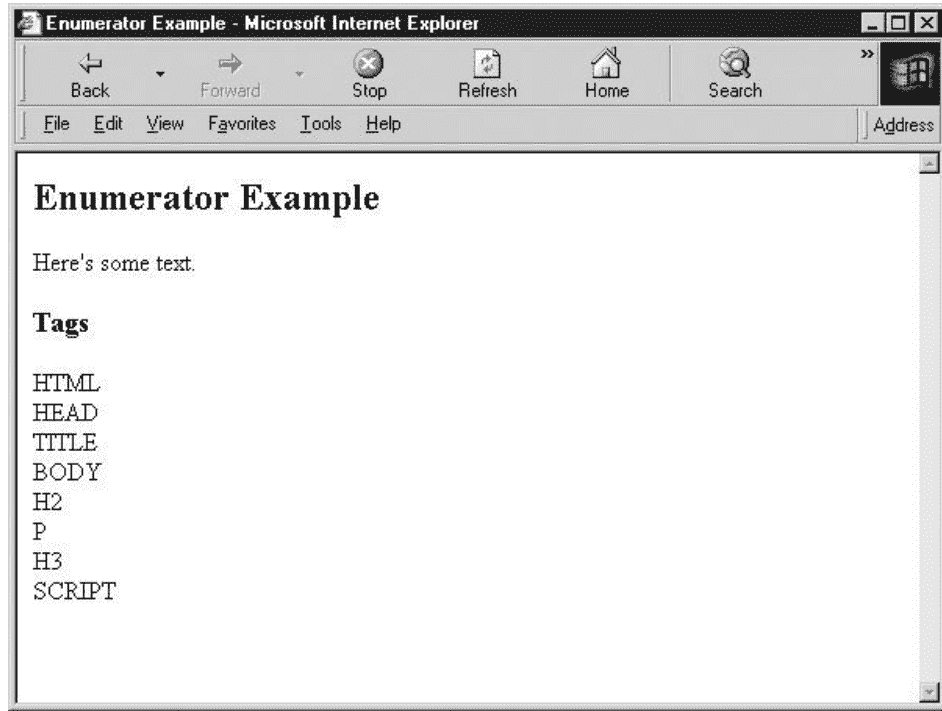 Enumerator Example - Microsoft Internet Explorer
Back Forward Stop Refresh Home Search »
File Edit View Favorites Tools Help Address
Enumerator Example
Here's some text.
Tags
HTML
HEAD
TITLE
BODY
H2
P
H3
SCRIPT